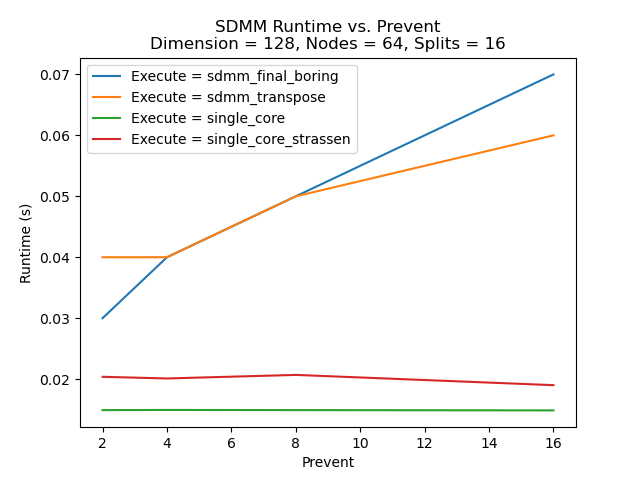 SDMM Runtime vs. Prevent
Dimension = 128, Nodes = 64, Splits = 16
Execute = sdmm_final_boring
Execute = sdmm_transpose
Execute = single_core
Execute = single_core_strassen
0.07
0.06
0.05
0.04
0.03
0.02
Runtime (s)
2 4 6 8 10 12 14 16
Prevent